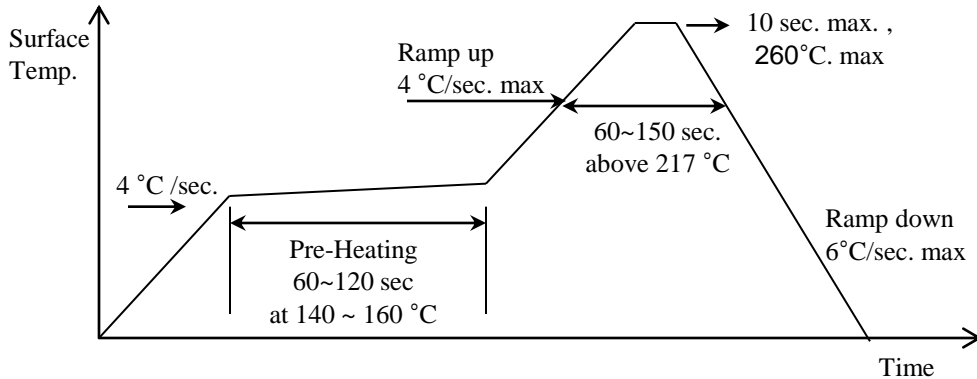 Surface
Temp.
4 °C /sec.
Pre-Heating
60~120 sec
at 140 ~ 160 °C
Ramp up
4 °C/sec. max
10 sec. max. ,
260°C. max
60~150 sec.
above 217 °C
Ramp down
6°C/sec. max
Time